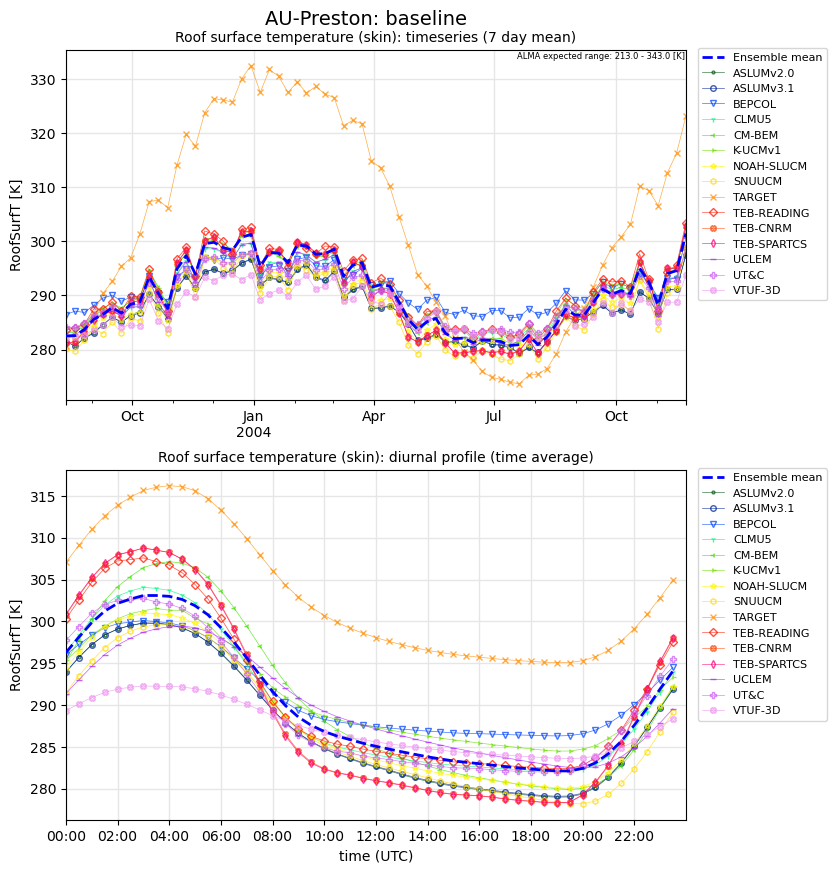 AU-Preston: baseline
Roof surface temperature (skin): timeseries (7 day mean)
ALMA expected range: 213.0 - 343.0 [K]
RoofSurfT [K]
330
320
310
300
290
280
Oct
Jan
2004
Apr
Jul
Oct
Ensemble mean
ASLUMv2.0
ASLUMv3.1
BEPCOL
CLMU5
CM-BEM
K-UCMv1
NOAH-SLUCM
SNUUCM
TARGET
TEB-READING
TEB-CNRM
TEB-SPARTCS
UCLEM
UT&C
VTUF-3D
Roof surface temperature (skin): diurnal profile (time average)
RoofSurfT [K]
315
310
305
300
295
290
285
280
00:00 02:00 04:00 06:00 08:00 10:00 12:00 14:00 16:00 18:00 20:00 22:00
time (UTC)
Ensemble mean
ASLUMv2.0
ASLUMv3.1
BEPCOL
CLMU5
CM-BEM
K-UCMv1
NOAH-SLUCM
SNUUCM
TARGET
TEB-READING
TEB-CNRM
TEB-SPARTCS
UCLEM
UT&C
VTUF-3D